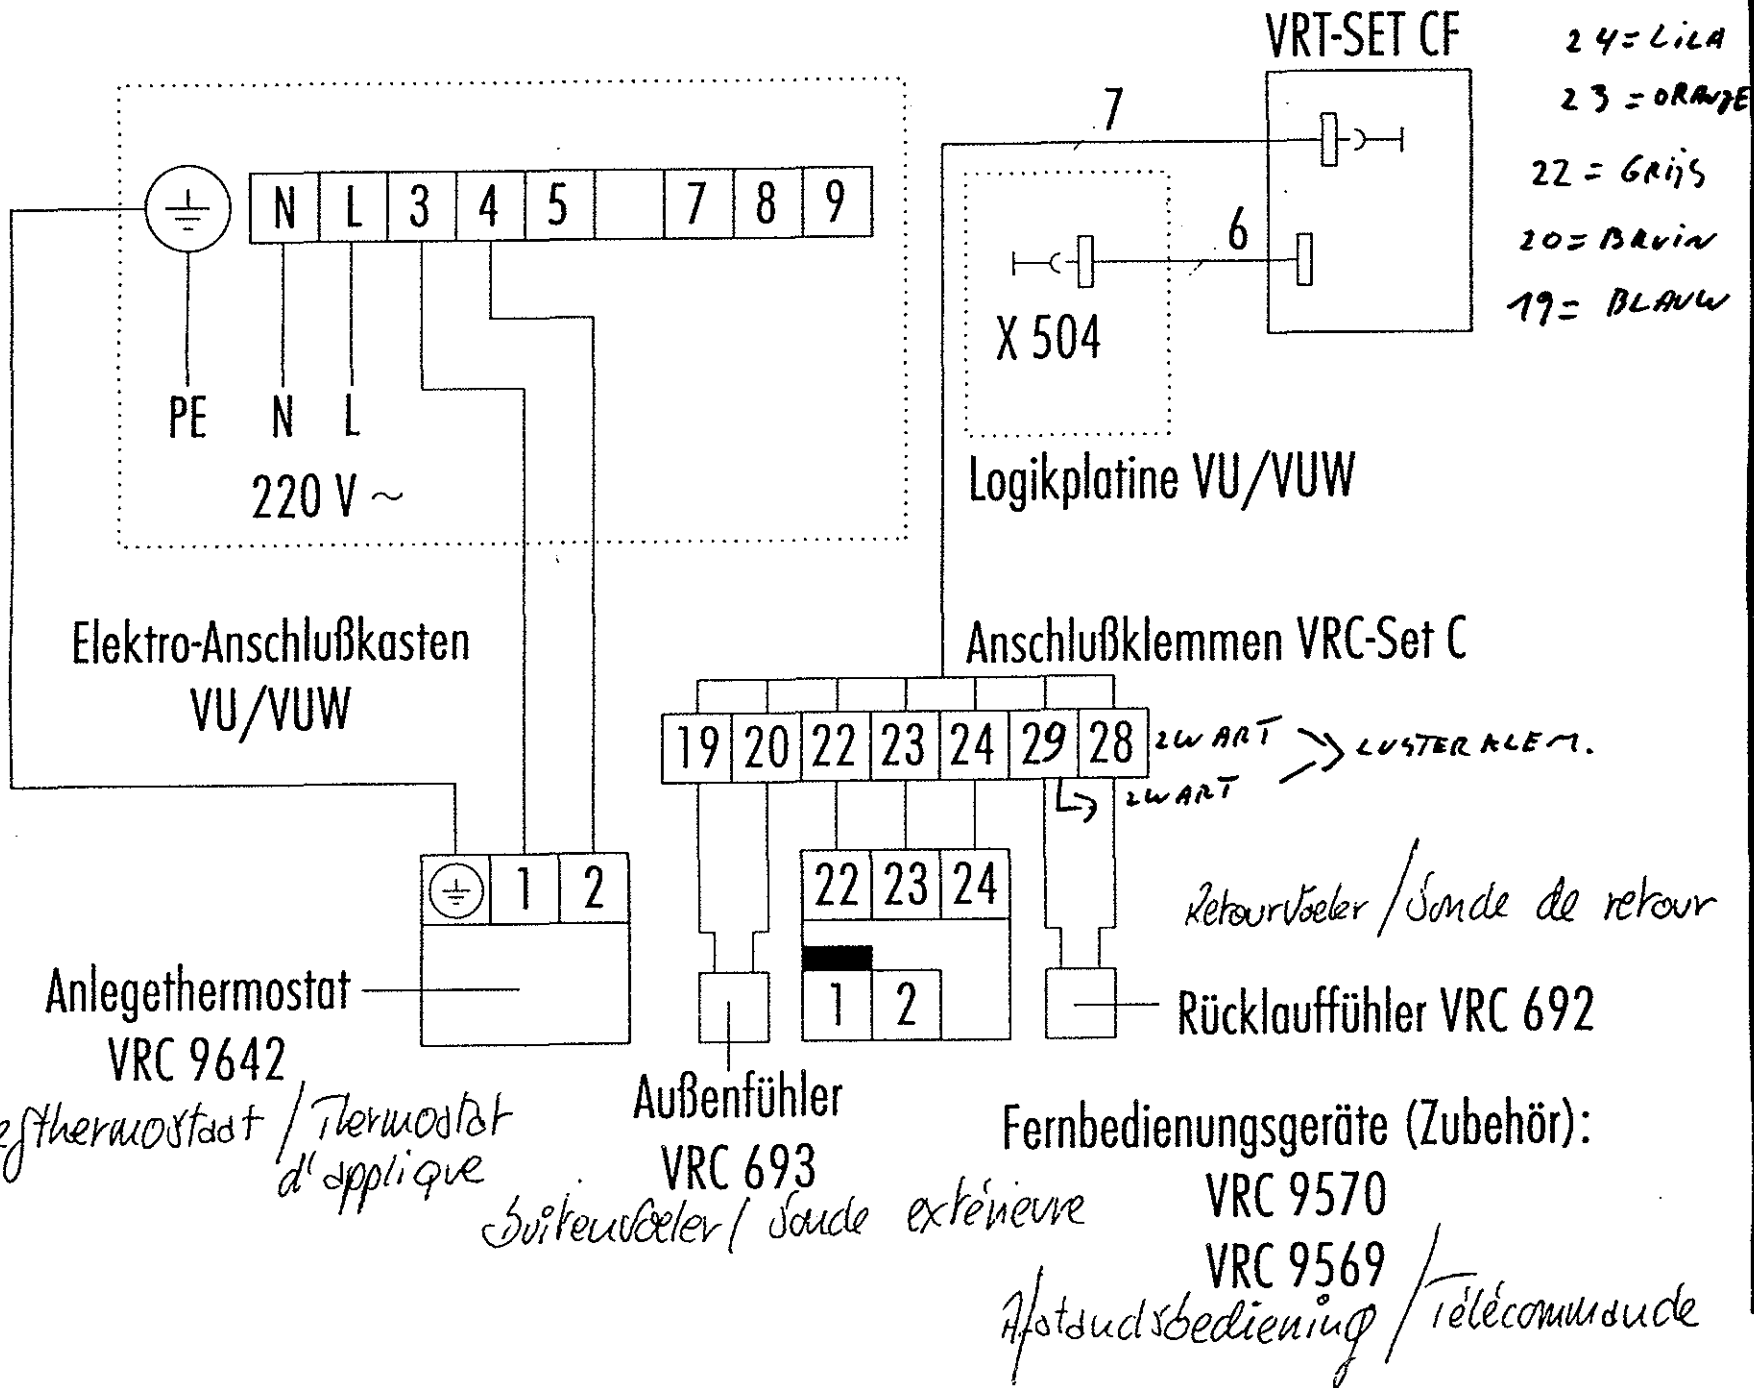 VRT-SET CF
24 = LiLA
23 = ORANJE
22 = GRIJS
20 = BRUIN
19 = BLAUW
7
6
N L 3 4 5 7 8 9
X 504
PE N L
220 V ~
Logikplatine VU/VUW
Elektro-Anschlußkasten
VU/VUW
Anschlußklemmen VRC-Set C
19 20 22 23 24 29 28
ZWART
LUSTERKLEM.
ZWART
1 2
22 23 24
1 2
Retourvoeler / Sonde de retour
Anlegethermostat
VRC 9642
Rücklauffühler VRC 692
/ Thermostat
d'applique
Außenfühler
VRC 693
Buitenvoeler / Sonde extérieure
Fernbedienungsgeräte (Zubehör):
VRC 9570
VRC 9569
Afstandsbediening / Télécommande